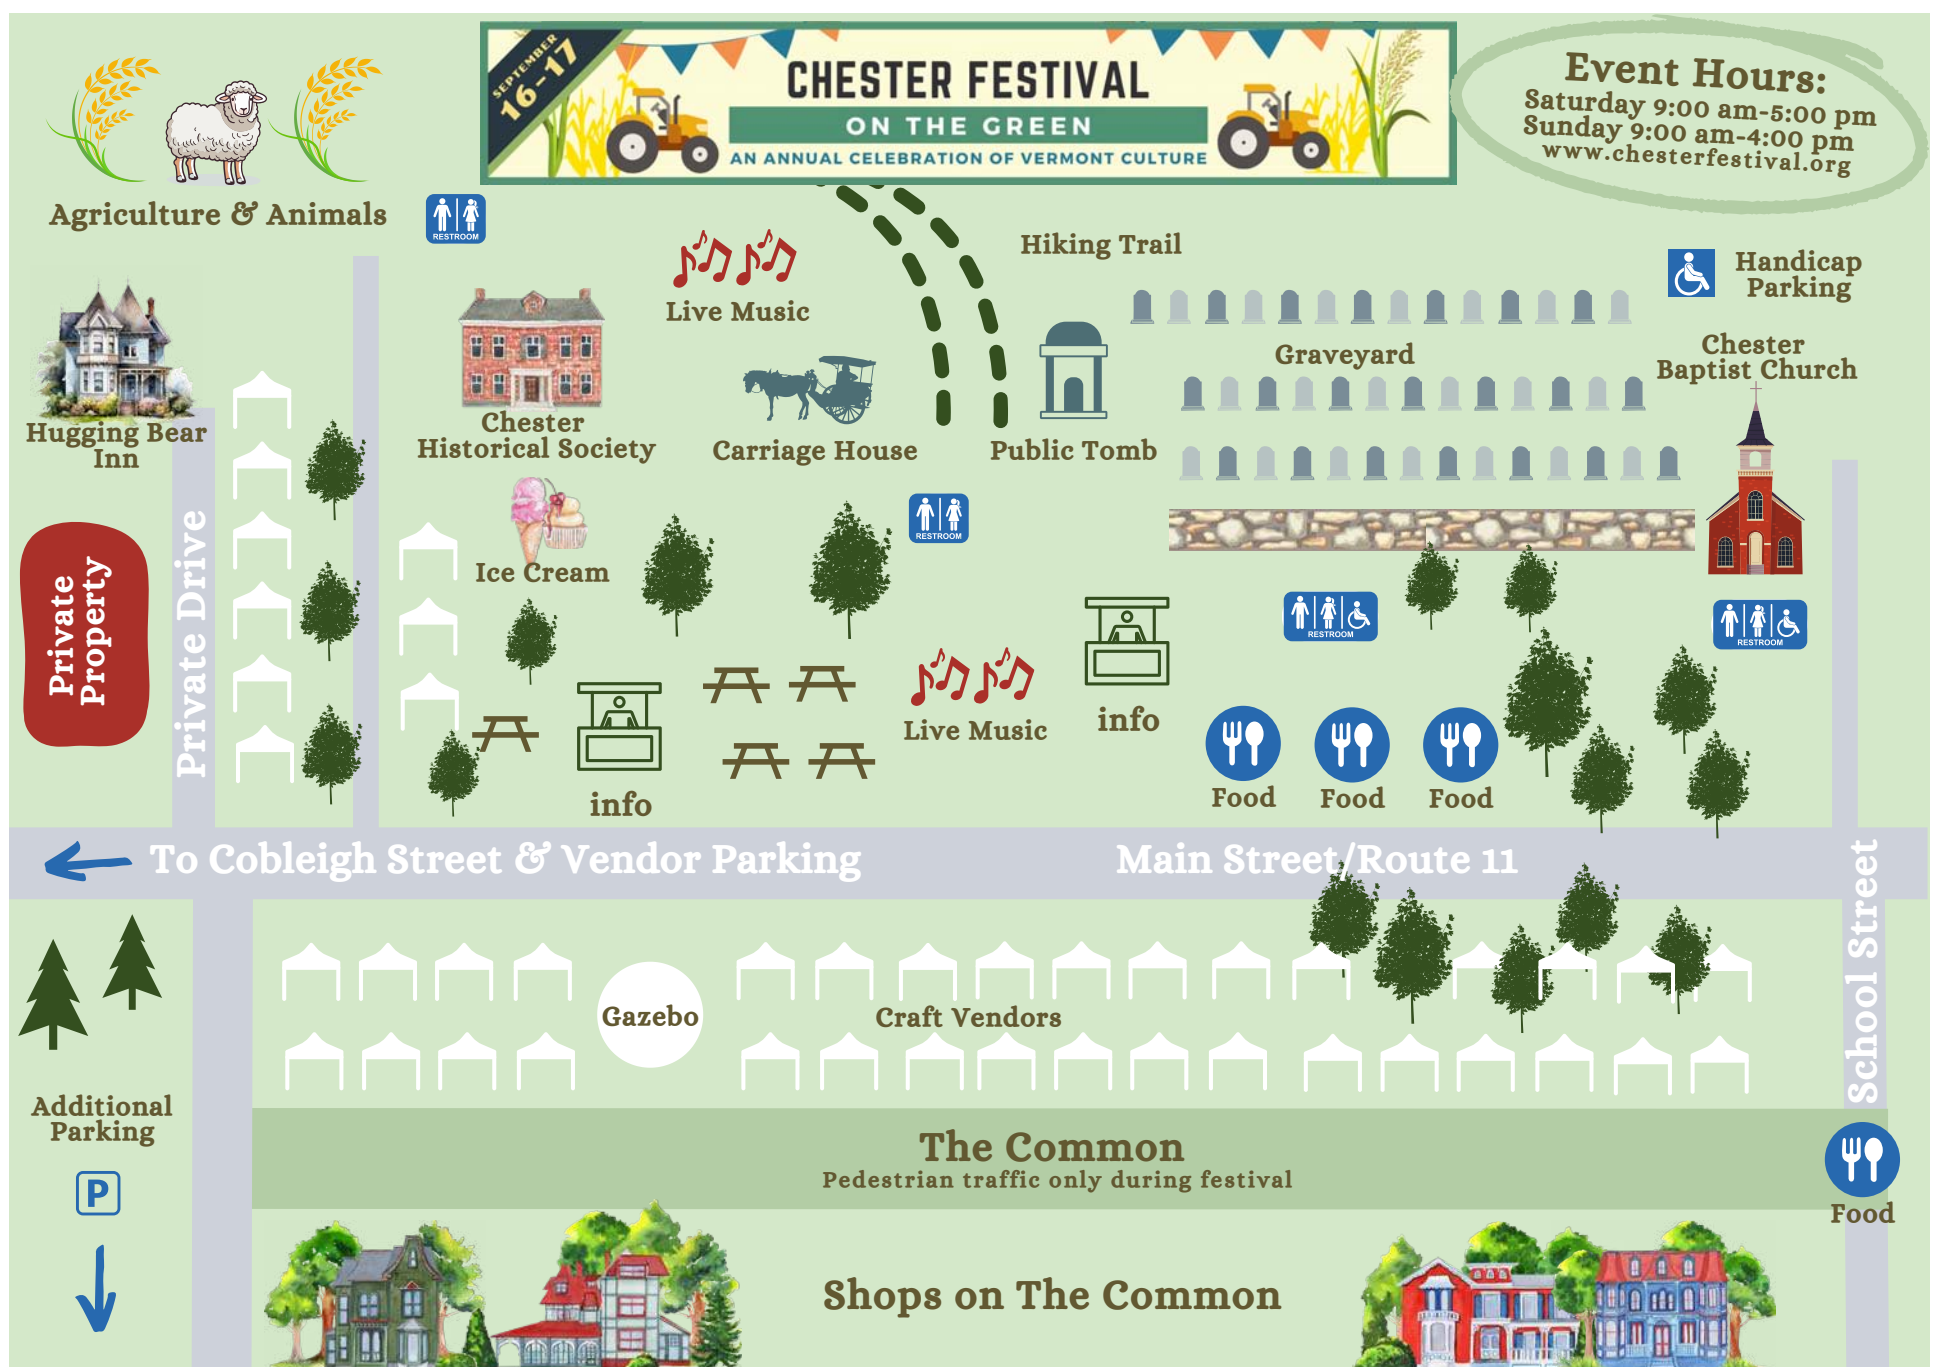 SEPTEMBER
16-17
CHESTER FESTIVAL
ON THE GREEN
AN ANNUAL CELEBRATION OF VERMONT CULTURE
Event Hours:
Saturday 9:00 am-5:00 pm
Sunday 9:00 am-4:00 pm
www.chesterfestival.org
Agriculture & Animals
RESTROOM
Hiking Trail
Handicap
Parking
Live Music
Chester
Baptist Church
Graveyard
Hugging Bear
Inn
Chester
Historical Society
Carriage House
Public Tomb
RESTROOM
Ice Cream
Private
Property
Private Drive
RESTROOM
RESTROOM
Live Music
info
info
Food
Food
Food
To Cobleigh Street & Vendor Parking
Main Street/Route 11
School Street
Gazebo
Craft Vendors
Additional
Parking
P
The Common
Pedestrian traffic only during festival
Food
Shops on The Common